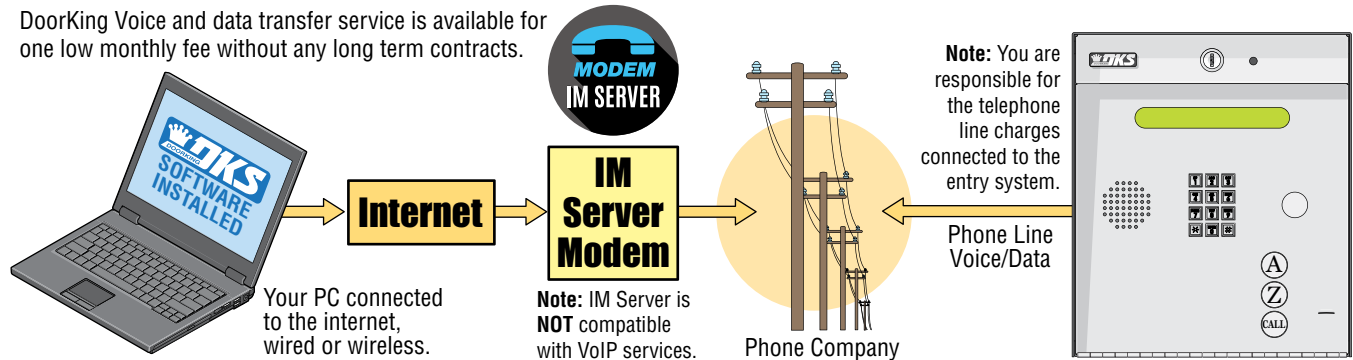 DoorKing Voice and data transfer service is available for
one low monthly fee without any long term contracts.
MODEM
IM SERVER
DKS
DOORKING
SOFTWARE
INSTALLED
Your PC connected
to the internet,
wired or wireless.
Internet
IM
Server
Modem
Note: IM Server is
NOT compatible
with VoIP services.
Phone Company
Note: You are
responsible for
the telephone
line charges
connected to the
entry system.
Phone Line
Voice/Data
DKS
A
Z
CALL